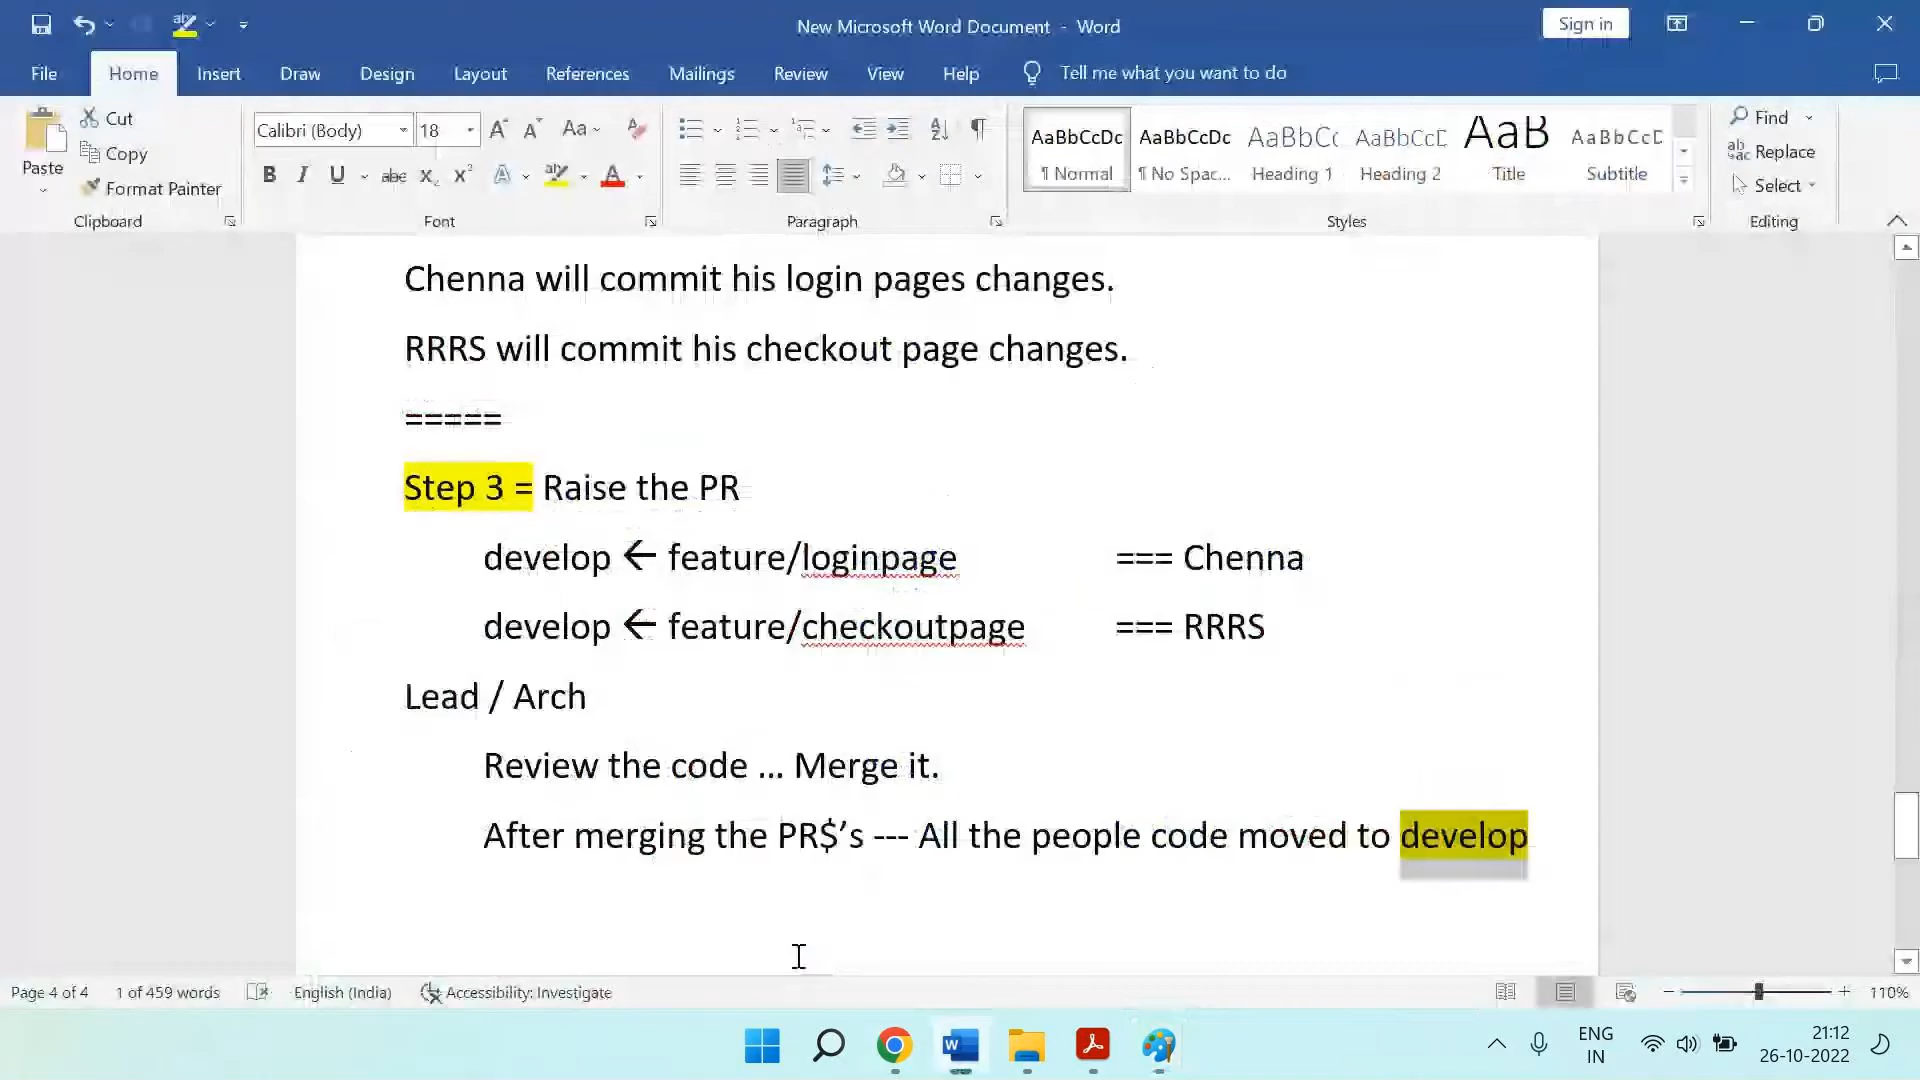 New Microsoft Word Document - Word
Sign in
File Home Insert Draw Design Layout References Mailings Review View Help Tell me what you want to do
Paste
Cut
Copy
Format Painter
Clipboard
Calibri (Body) 18
Font
Paragraph
AaBbCcDc AaBbCcDc AaBbCc AaBbCcD AaB AaBbCcD
¶ Normal ¶ No Spac... Heading 1 Heading 2 Title Subtitle
Styles
Find
Replace
Select
Editing
Chenna will commit his login pages changes.
RRRS will commit his checkout page changes.
=====
Step 3 = Raise the PR
develop ← feature/loginpage === Chenna
develop ← feature/checkoutpage === RRRS
Lead / Arch
Review the code ... Merge it.
After merging the PR$'s --- All the people code moved to develop
Page 4 of 4 1 of 459 words English (India) Accessibility: Investigate 110%
ENG
IN
21:12
26-10-2022